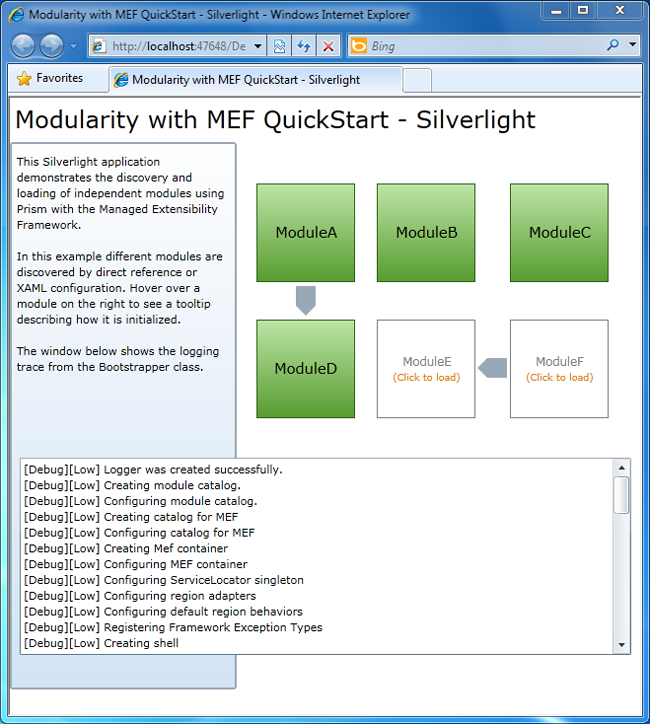 Modularity with MEF QuickStart - Silverlight - Windows Internet Explorer
http://localhost:47648/De
Bing
Favorites
Modularity with MEF QuickStart - Silverlight
Modularity with MEF QuickStart - Silverlight
This Silverlight application
demonstrates the discovery and
loading of independent modules using
Prism with the Managed Extensibility
Framework.
In this example different modules are
discovered by direct reference or
XAML configuration. Hover over a
module on the right to see a tooltip
describing how it is initialized.
The window below shows the logging
trace from the Bootstrapper class.
ModuleA
ModuleB
ModuleC
ModuleD
ModuleE
(Click to load)
ModuleF
(Click to load)
[Debug][Low] Logger was created successfully.
[Debug][Low] Creating module catalog.
[Debug][Low] Configuring module catalog.
[Debug][Low] Creating catalog for MEF
[Debug][Low] Configuring catalog for MEF
[Debug][Low] Creating Mef container
[Debug][Low] Configuring MEF container
[Debug][Low] Configuring ServiceLocator singleton
[Debug][Low] Configuring region adapters
[Debug][Low] Configuring default region behaviors
[Debug][Low] Registering Framework Exception Types
[Debug][Low] Creating shell